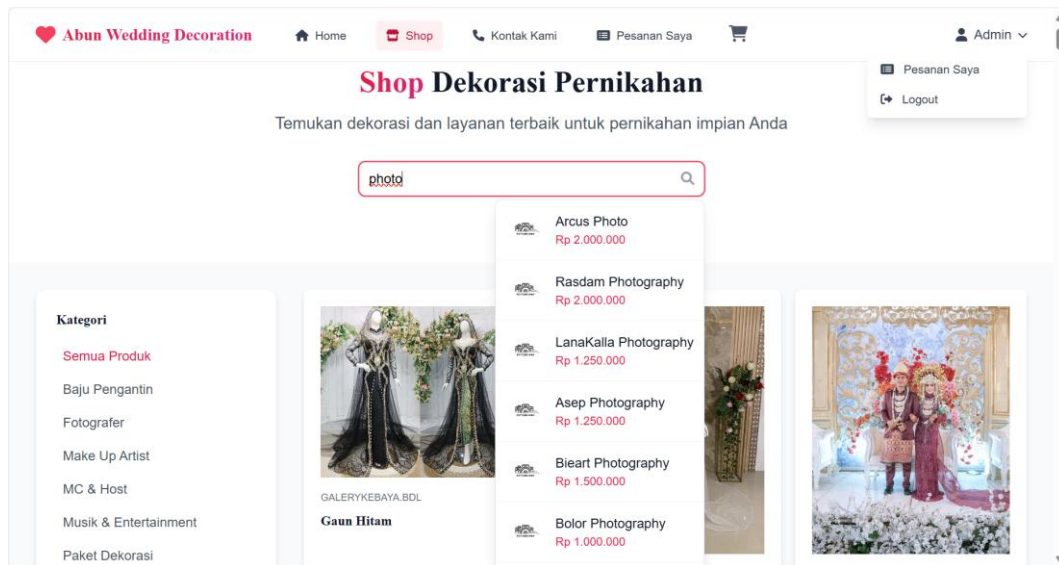 Abun Wedding Decoration
Home
Shop
Kontak Kami
Pesanan Saya
Admin
Pesanan Saya
Logout
Shop Dekorasi Pernikahan
Temukan dekorasi dan layanan terbaik untuk pernikahan impian Anda
photo
Arcus Photo
Rp 2.000.000
Rasdam Photography
Rp 2.000.000
LanaKalla Photography
Rp 1.250.000
Asep Photography
Rp 1.250.000
Bieart Photography
Rp 1.500.000
Bolor Photography
Rp 1.000.000
Kategori
Semua Produk
Baju Pengantin
Fotografer
Make Up Artist
MC & Host
Musik & Entertainment
Paket Dekorasi
GALERYKEBAYA.BDL
Gaun Hitam